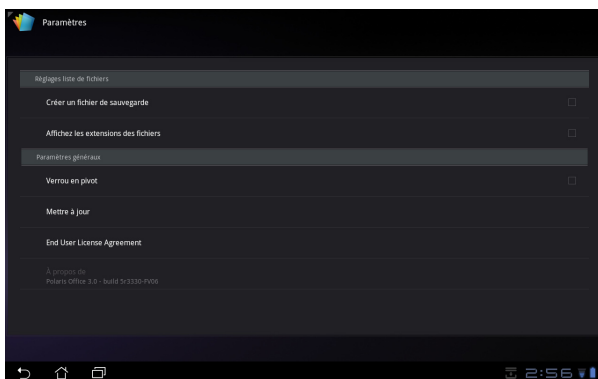 Paramètres
Réglages liste de fichiers
Créer un fichier de sauvegarde
Affichez les extensions des fichiers
Paramètres généraux
Verrou en pivot
Mettre à jour
End User License Agreement
À propos de
Polaris Office 3.0 - build 5r3330-FV06
2:56